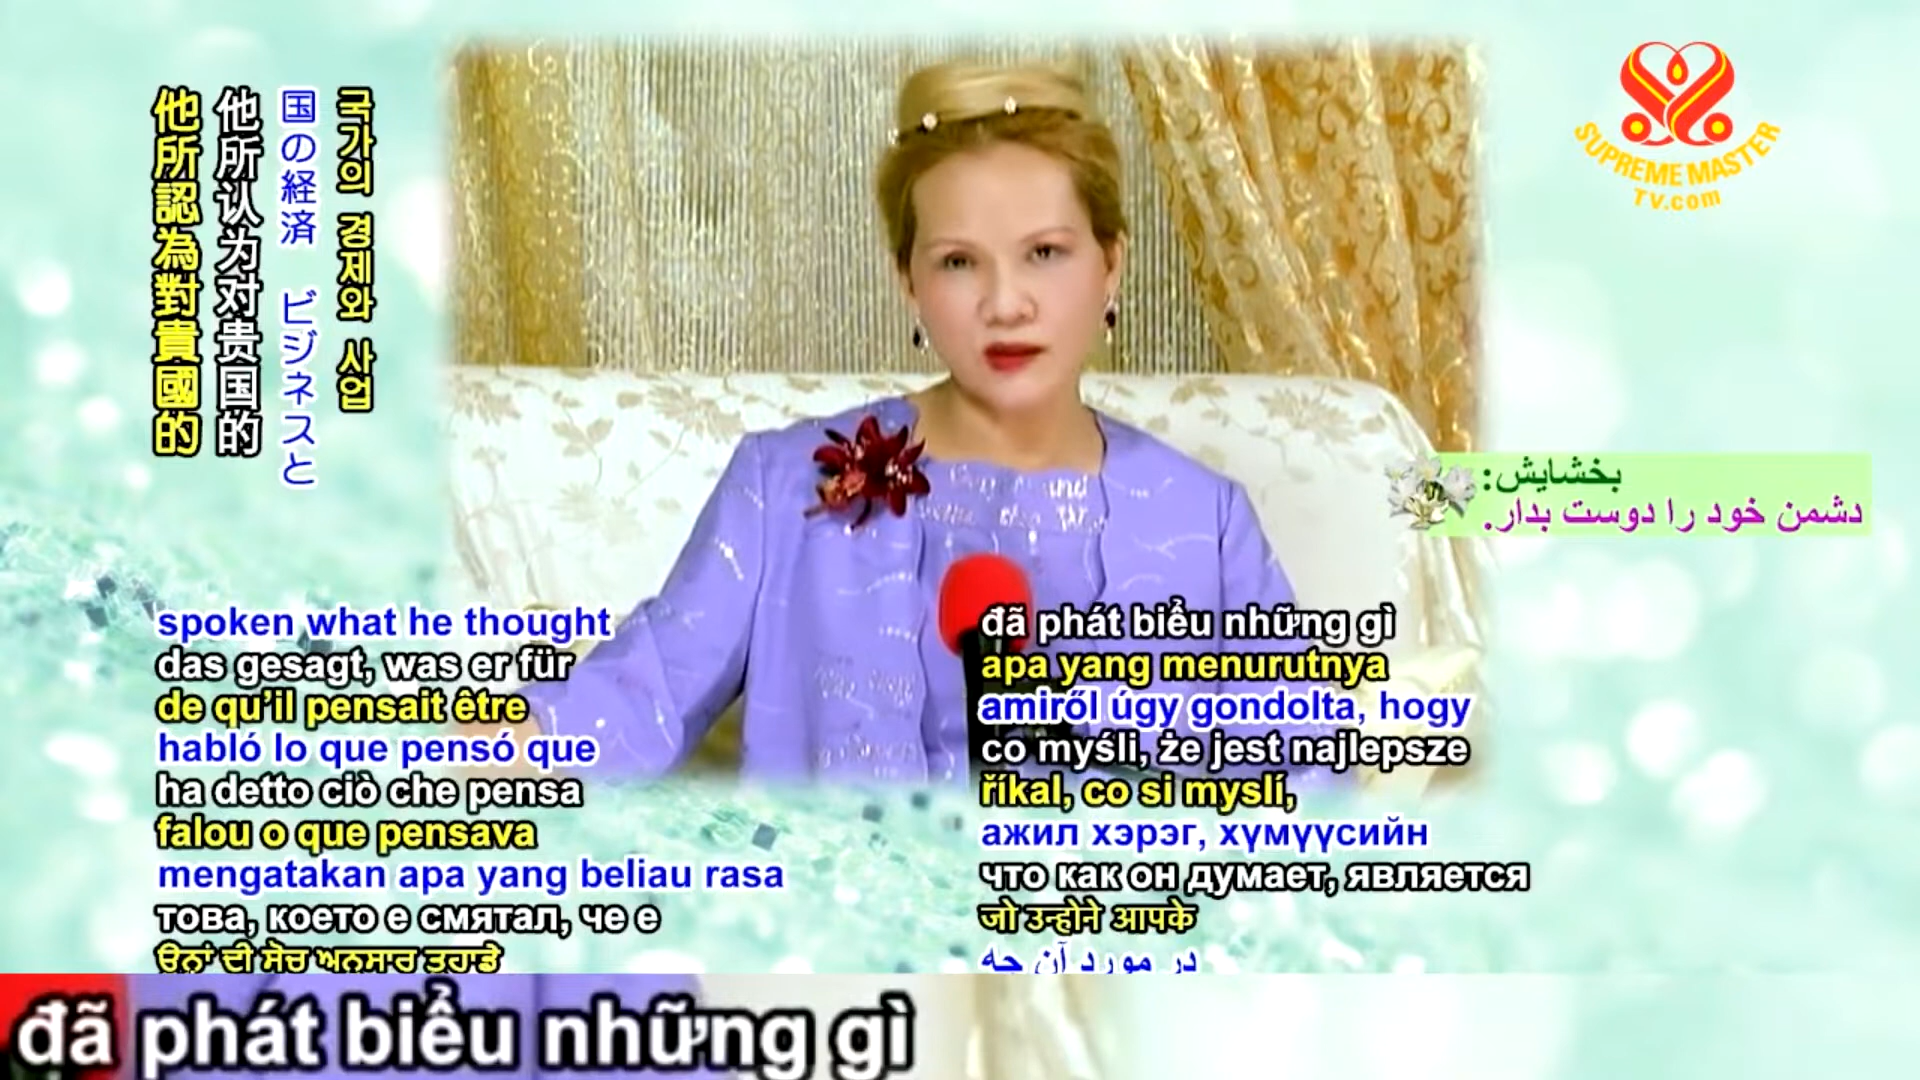 他所認為對貴國的
他所认为对贵国的
国の経済 ビジネスと
국가의 경제와 사업
SUPREME MASTER
TV.com
بخشایش:
دشمن خود را دوست بدار.
spoken what he thought
das gesagt, was er für
de qu’il pensait être
habló lo que pensó que
ha detto ciò che pensa
falou o que pensava
mengatakan apa yang beliau rasa
това, което е смятал, че е
ਉਨਾਂ ਦੀ ਸੋਚ ਅਨੁਸਾਰ ਤੁਹਾਡੇ
đã phát biểu những gì
apa yang menurutnya
amiről úgy gondolta, hogy
co myśli, że jest najlepsze
říkal, co si myslí,
ажил хэрэг, хүмүүсийн
что как он думает, является
जो उन्होने आपके
در مورد آن چه
đã phát biểu những gì